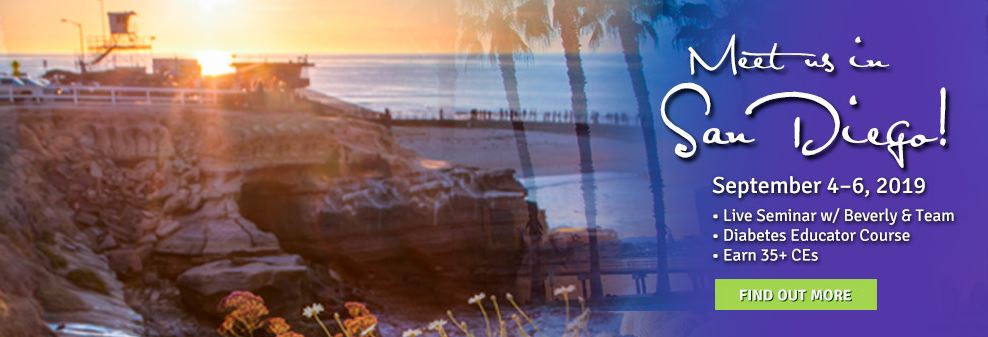 Meet us in
San Diego!
September 4–6, 2019
• Live Seminar w/ Beverly & Team
• Diabetes Educator Course
• Earn 35+ CEs
FIND OUT MORE